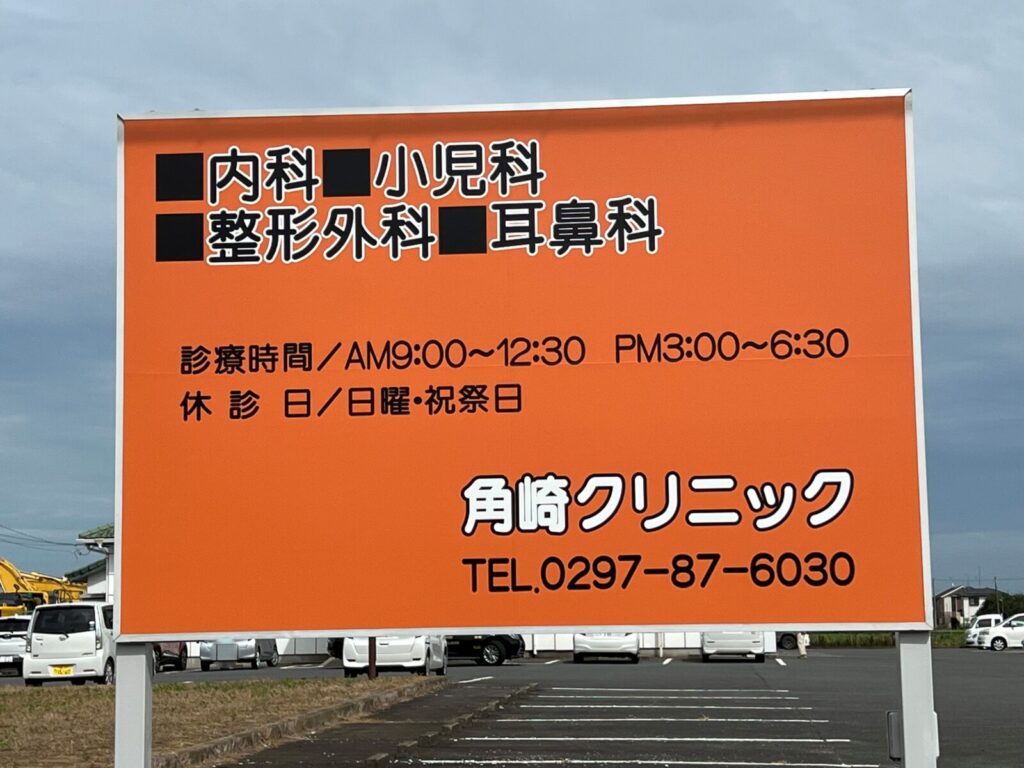 ■内科■小児科
■整形外科■耳鼻科
診療時間/AM9:00～12:30 PM3:00～6:30
休診 日/日曜・祝祭日
角崎クリニック
TEL.0297-87-6030